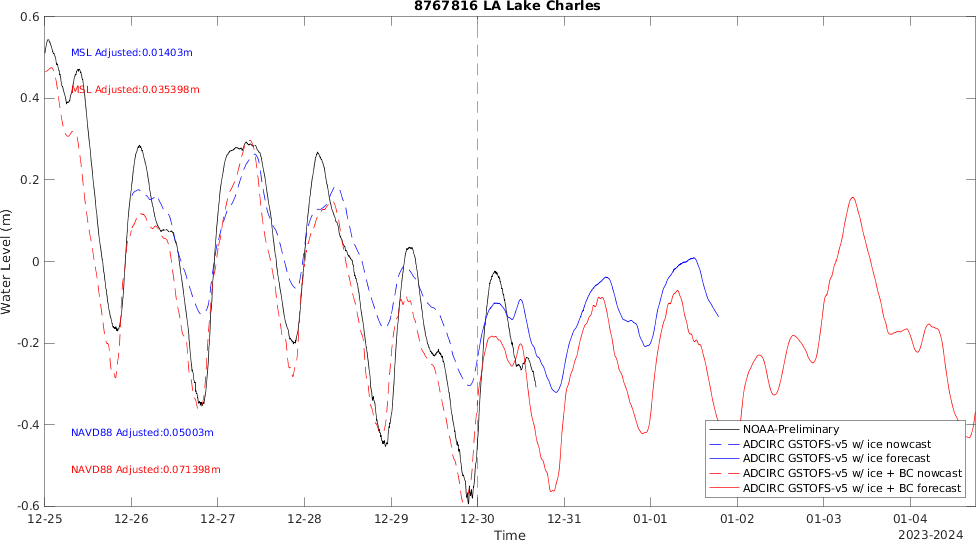 8767816 LA Lake Charles
0.6
MSL Adjusted:0.01403m
MSL Adjusted:0.035398m
0.4
0.2
0
-0.2
-0.4
-0.6
Water Level (m)
NAVD88 Adjusted:0.05003m
NAVD88 Adjusted:0.071398m
NOAA-Preliminary
ADCIRC GSTOFS-v5 w/ ice nowcast
ADCIRC GSTOFS-v5 w/ ice forecast
ADCIRC GSTOFS-v5 w/ ice + BC nowcast
ADCIRC GSTOFS-v5 w/ ice + BC forecast
12-25 12-26 12-27 12-28 12-29 12-30 12-31 01-01 01-02 01-03 01-04
Time
2023-2024